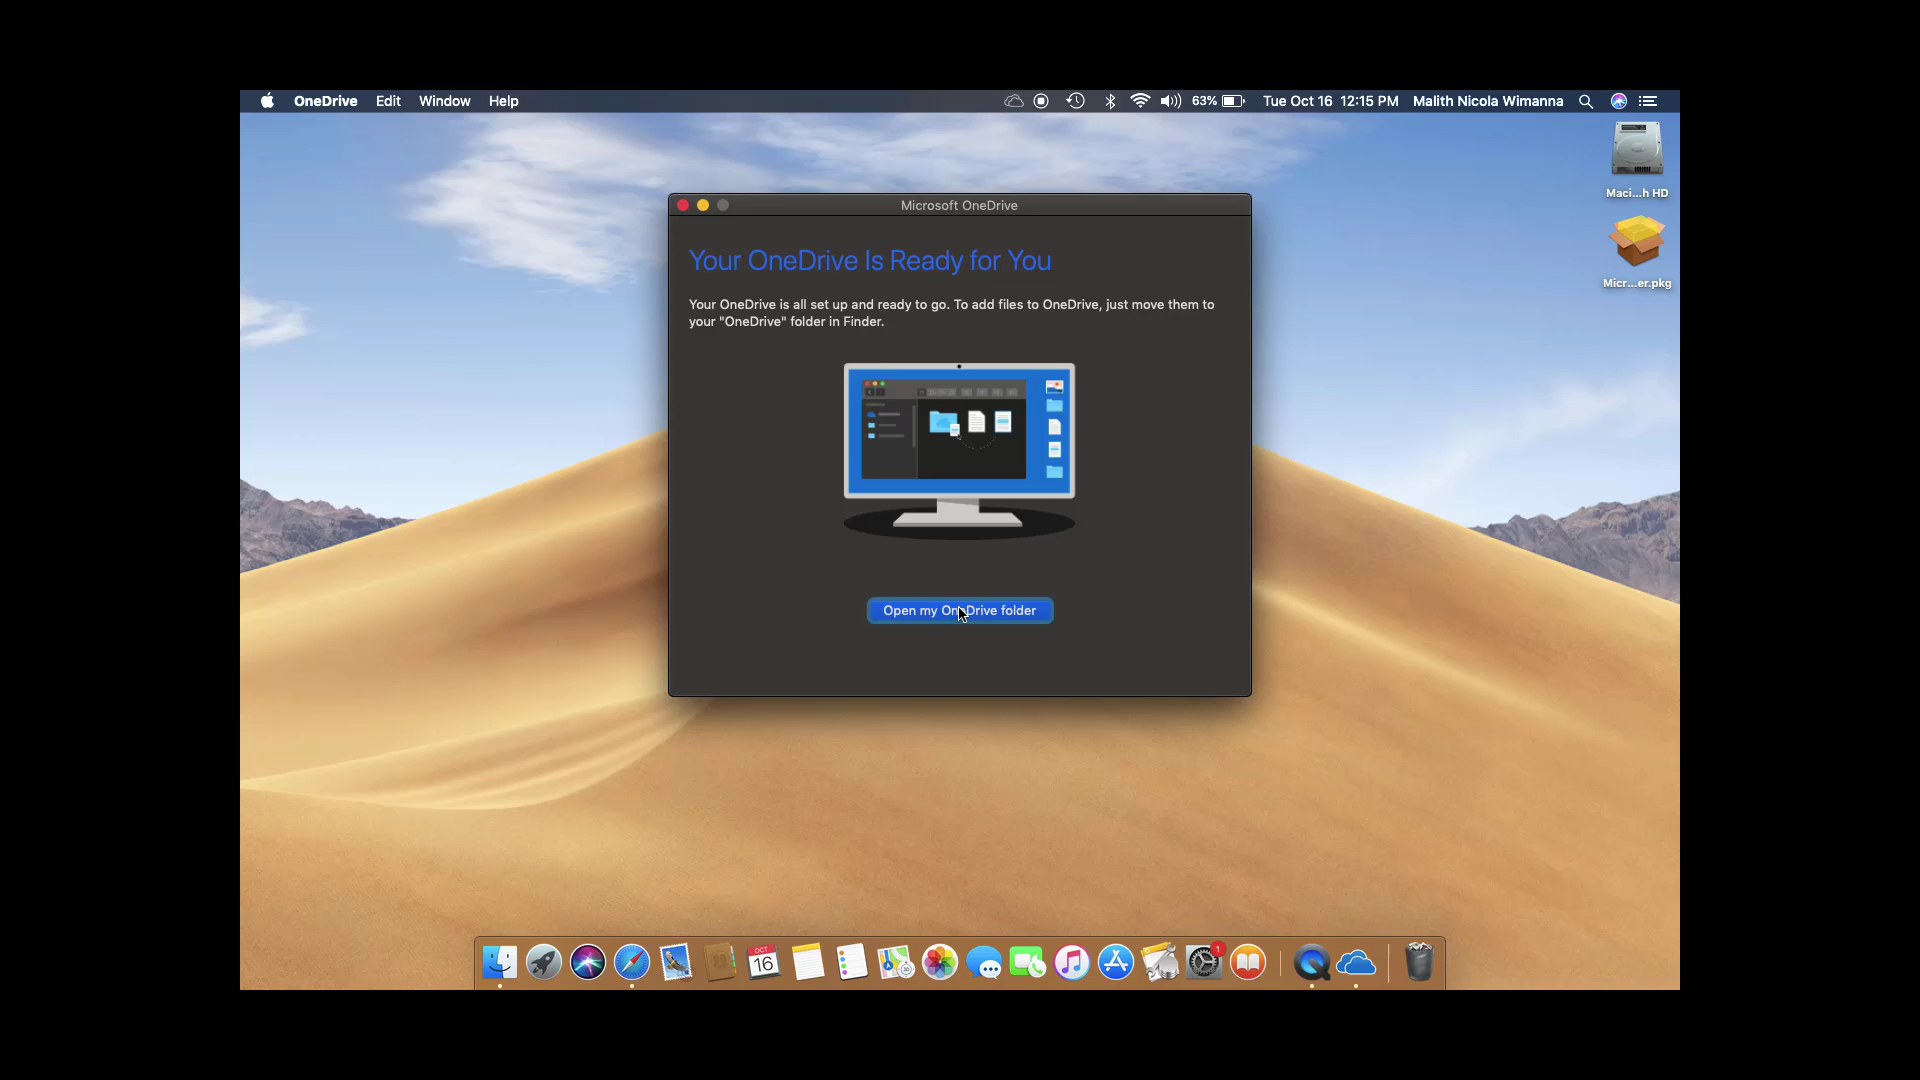 OneDrive Edit Window Help 63% Tue Oct 16 12:15 PM Malith Nicola Wimanna
Maci...h HD
Micr...er.pkg
Microsoft OneDrive
Your OneDrive Is Ready for You
Your OneDrive is all set up and ready to go. To add files to OneDrive, just move them to
your "OneDrive" folder in Finder.
Open my OneDrive folder
OCT
16
1